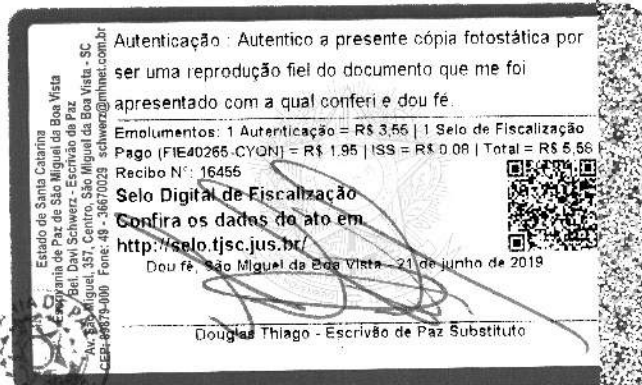 Estado de Santa Catarina
Escrivania de Paz de São Miguel da Boa Vista
Bel. Davi Schwerz - Escrivão de Paz
Av. São Miguel, 357, Centro, São Miguel da Boa Vista - SC
CEP: 89879-000 Fone: 49 - 36670029 schwerz@mhnet.com.br
Autenticação : Autentico a presente cópia fotostática por
ser uma reprodução fiel do documento que me foi
apresentado com a qual conferi e dou fé.
Emolumentos: 1 Autenticação = R$ 3,55 | 1 Selo de Fiscalização
Pago (FIE40265-CYQN) = R$ 1.95 | ISS = R$ 0.08 | Total = R$ 5,58 |
Recibo N°: 16455
Selo Digital de Fiscalização
Confira os dados do ato em
http://selo.tjsc.jus.br/
Dou fé, São Miguel da Boa Vista - 21 de junho de 2019
Douglas Thiago - Escrivão de Paz Substituto